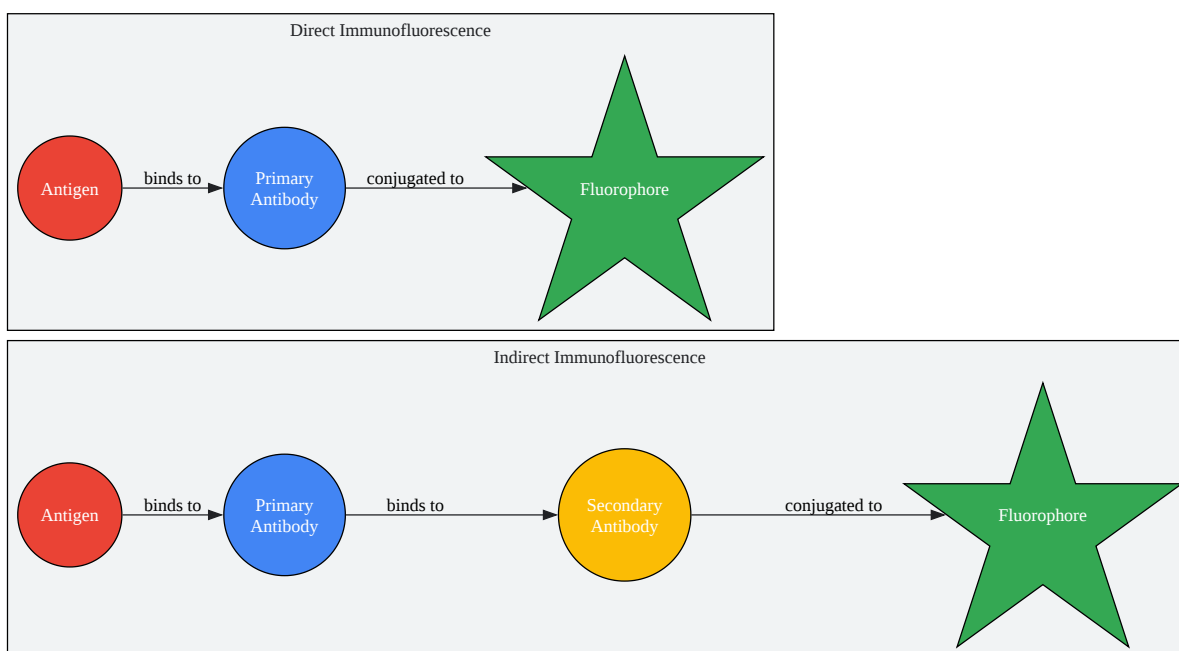 Direct Immunofluorescence
Antigen
binds to
Primary
Antibody
conjugated to
Fluorophore
Indirect Immunofluorescence
Antigen
binds to
Primary
Antibody
binds to
Secondary
Antibody
conjugated to
Fluorophore